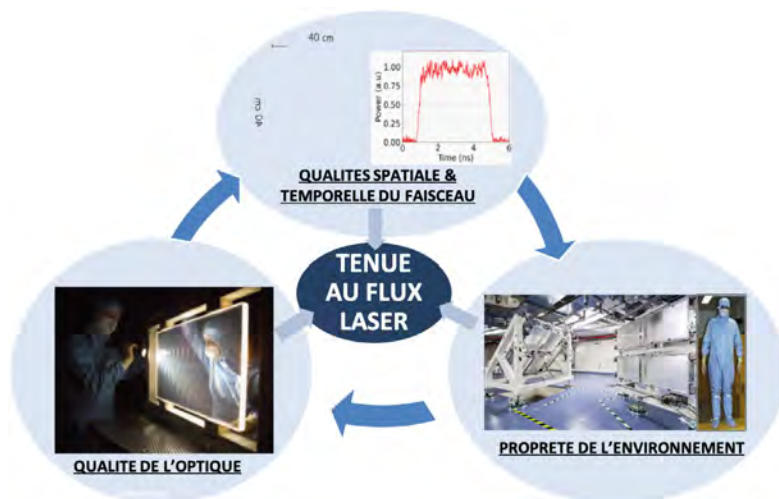 40 cm
40 cm
Power (a.u)
1.00
0.75
0.50
0.25
0.00
0
2
4
6
Time (ns)
QUALITES SPATIALE &
TEMPORELLE DU FAISCEAU
TENUE
AU FLUX
LASER
QUALITE DE L'OPTIQUE
PROPRETE DE L'ENVIRONNEMENT